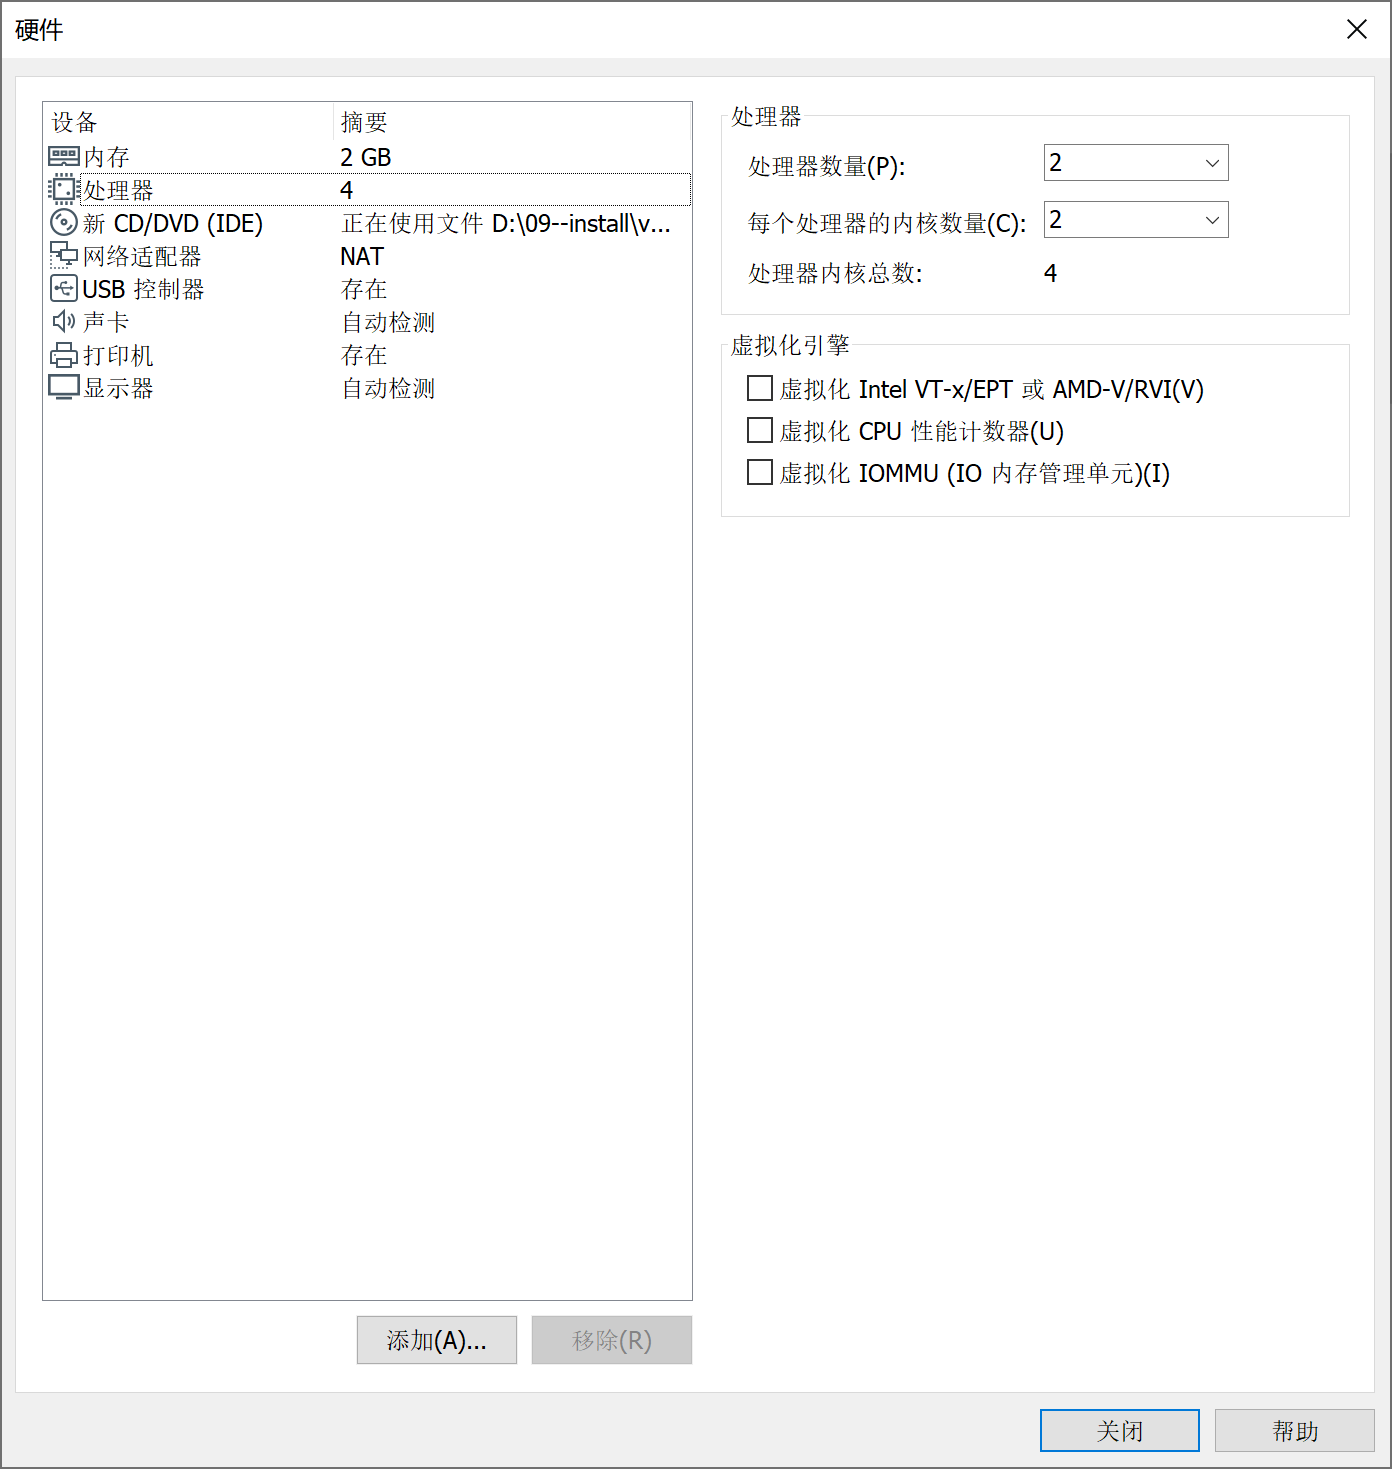 硬件
设备 摘要
内存 2 GB
处理器 4
新 CD/DVD (IDE) 正在使用文件 D:\09--install\v...
网络适配器 NAT
USB 控制器 存在
声卡 自动检测
打印机 存在
显示器 自动检测
添加(A)... 移除(R)
处理器
处理器数量(P): 2
每个处理器的内核数量(C): 2
处理器内核总数: 4
虚拟化引擎
虚拟化 Intel VT-x/EPT 或 AMD-V/RVI(V)
虚拟化 CPU 性能计数器(U)
虚拟化 IOMMU (IO 内存管理单元)(I)
关闭 帮助